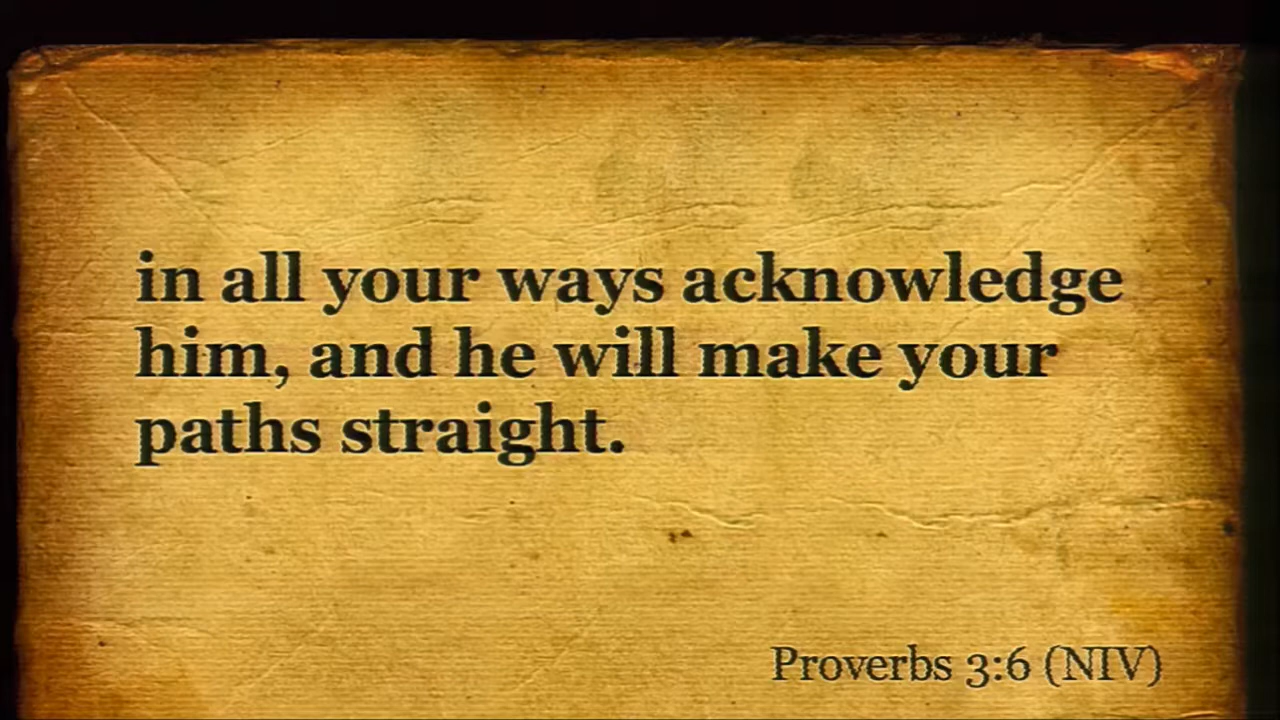 in all your ways acknowledge
him, and he will make your
paths straight.
Proverbs 3:6 (NIV)